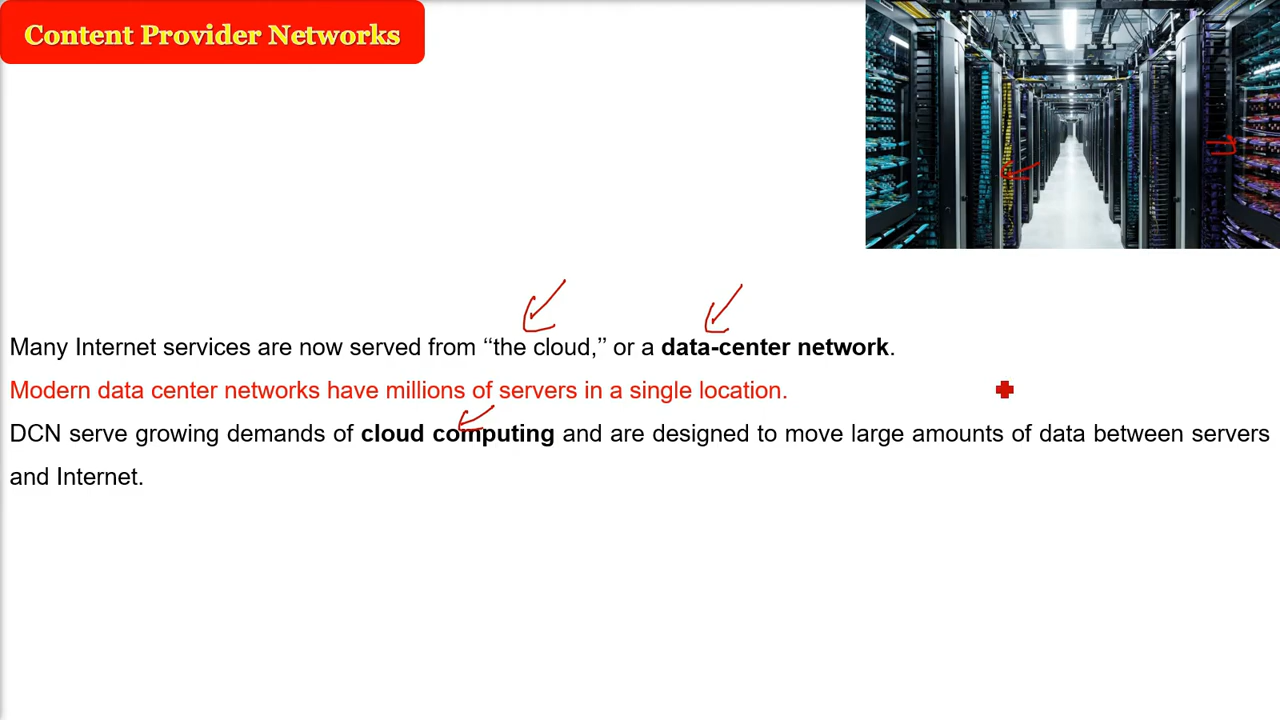 Content Provider Networks
Many Internet services are now served from “the cloud,” or a data-center network.
Modern data center networks have millions of servers in a single location.
DCN serve growing demands of cloud computing and are designed to move large amounts of data between servers
and Internet.